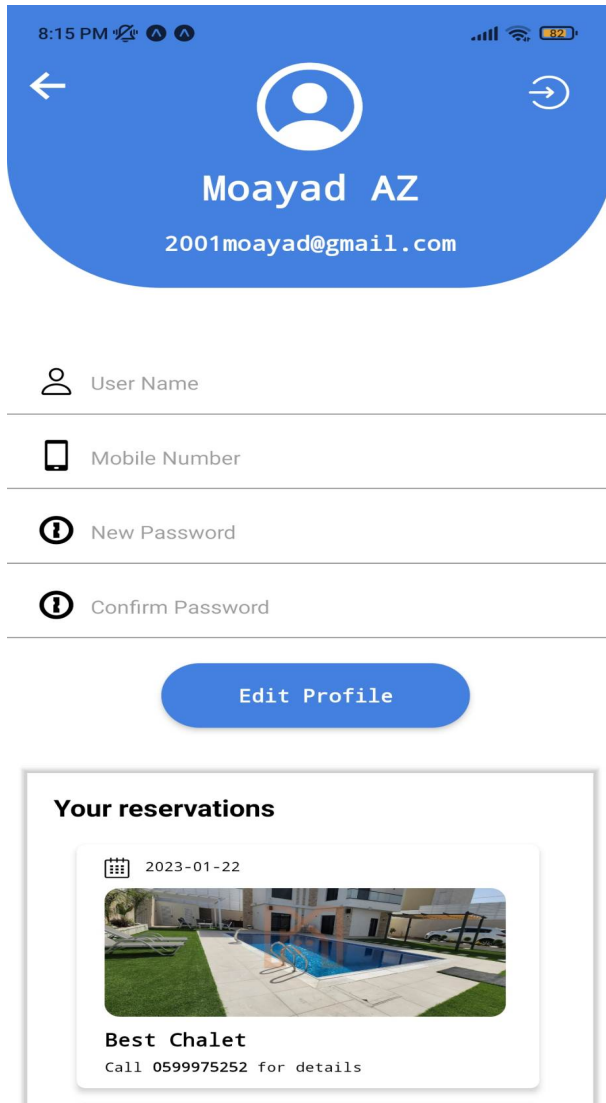 8:15 PM
82
Moayad AZ
2001moayad@gmail.com
User Name
Mobile Number
New Password
Confirm Password
Edit Profile
Your reservations
2023-01-22
Best Chalet
Call 0599975252 for details